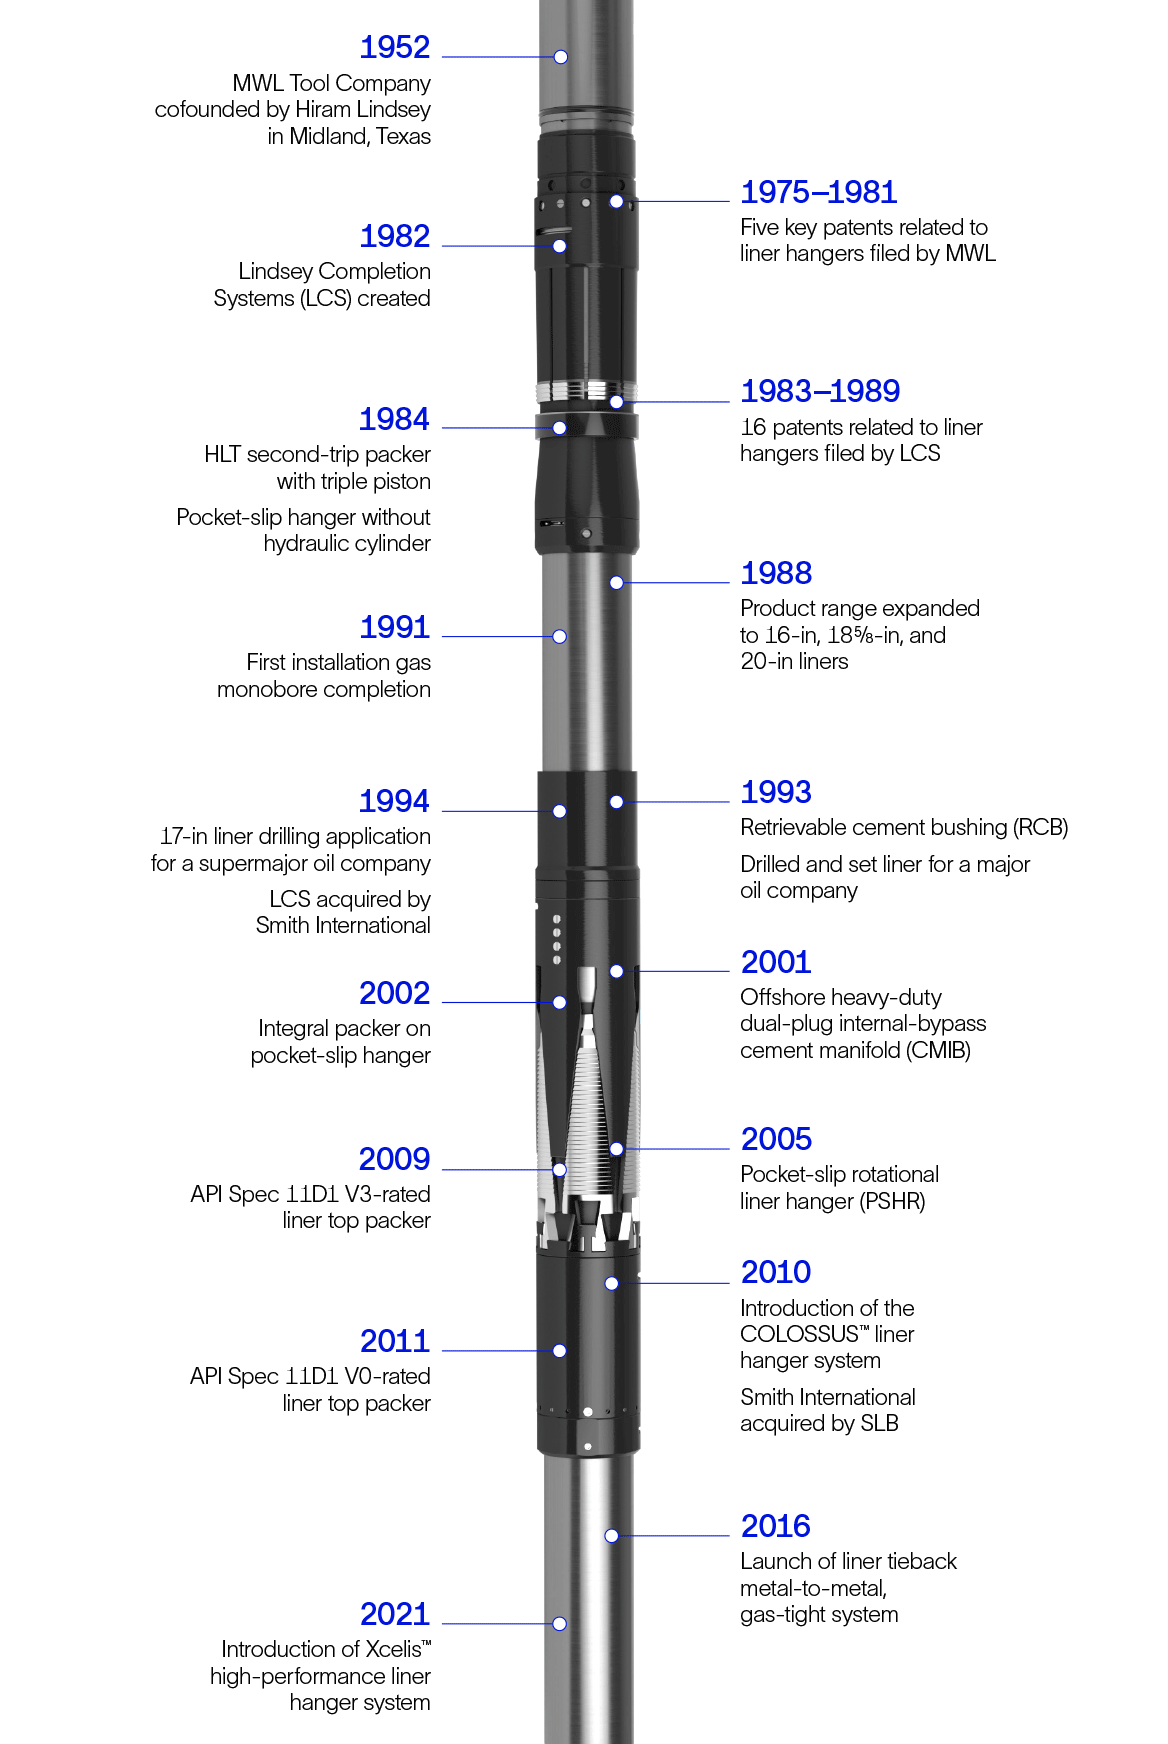 1952
MWL Tool Company
cofounded by Hiram Lindsey
in Midland, Texas
1975–1981
Five key patents related to
liner hangers filed by MWL
1982
Lindsey Completion
Systems (LCS) created
1983–1989
16 patents related to liner
hangers filed by LCS
1984
HLT second-trip packer
with triple piston
Pocket-slip hanger without
hydraulic cylinder
1988
Product range expanded
to 16-in, 18⅝-in, and
20-in liners
1991
First installation gas
monobore completion
1993
Retrievable cement bushing (RCB)
Drilled and set liner for a major
oil company
1994
17-in liner drilling application
for a supermajor oil company
LCS acquired by
Smith International
2001
Offshore heavy-duty
dual-plug internal-bypass
cement manifold (CMIB)
2002
Integral packer on
pocket-slip hanger
2005
Pocket-slip rotational
liner hanger (PSHR)
2009
API Spec 11D1 V3-rated
liner top packer
2010
Introduction of the
COLOSSUS™ liner
hanger system
Smith International
acquired by SLB
2011
API Spec 11D1 V0-rated
liner top packer
2016
Launch of liner tieback
metal-to-metal,
gas-tight system
2021
Introduction of Xcelis™
high-performance liner
hanger system